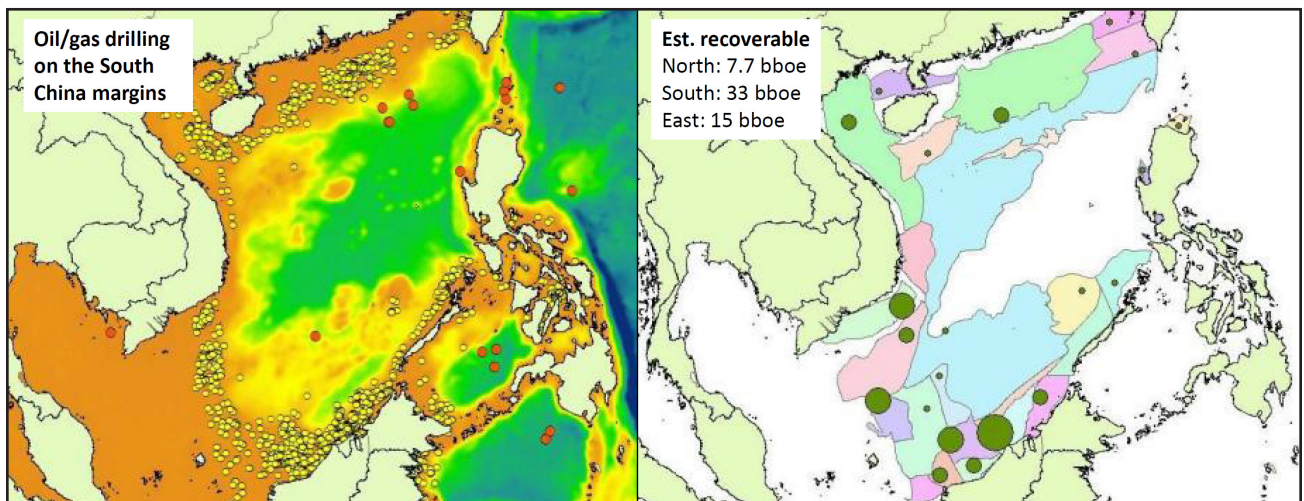 Oil/gas drilling
on the South
China margins
Est. recoverable
North: 7.7 bboe
South: 33 bboe
East: 15 bboe